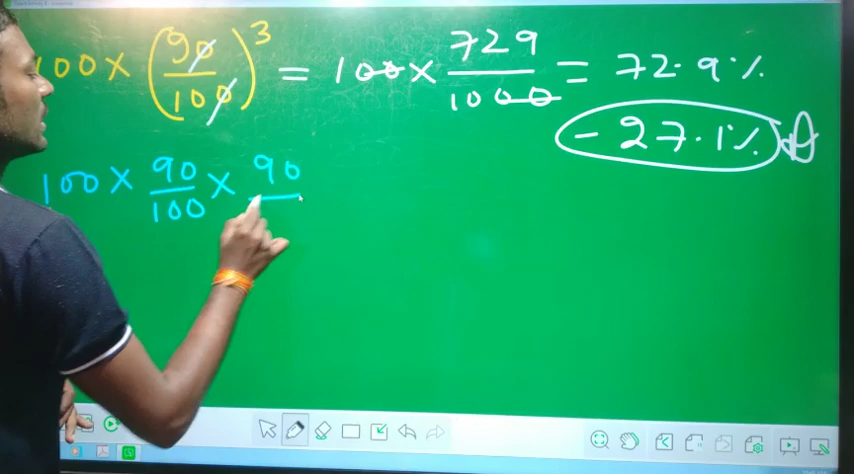 100 × (90/100)³ = 100 × 729/1000 = 72.9%
-27.1%
100 × 90/100 × 90